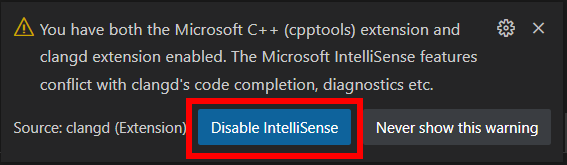 You have both the Microsoft C++ (cpptools) extension and
clangd extension enabled. The Microsoft IntelliSense features
conflict with clangd's code completion, diagnostics etc.
Source: clangd (Extension) Disable IntelliSense Never show this warning